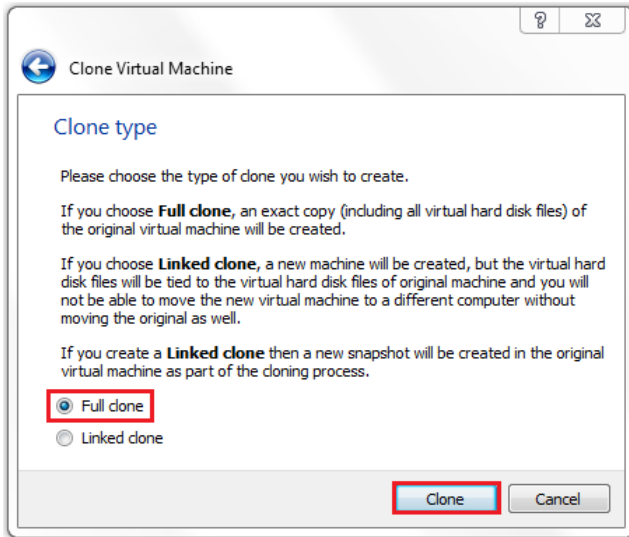 ?
Clone Virtual Machine
Clone type
Please choose the type of clone you wish to create.
If you choose Full clone, an exact copy (including all virtual hard disk files) of
the original virtual machine will be created.
If you choose Linked clone, a new machine will be created, but the virtual hard
disk files will be tied to the virtual hard disk files of original machine and you will
not be able to move the new virtual machine to a different computer without
moving the original as well.
If you create a Linked clone then a new snapshot will be created in the original
virtual machine as part of the cloning process.
Full clone
Linked clone
Clone Cancel